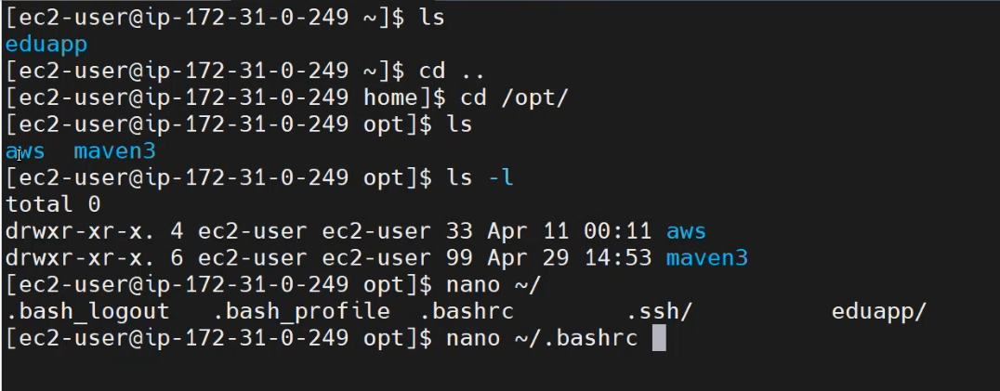 [ec2-user@ip-172-31-0-249 ~]$ ls
eduapp
[ec2-user@ip-172-31-0-249 ~]$ cd ..
[ec2-user@ip-172-31-0-249 home]$ cd /opt/
[ec2-user@ip-172-31-0-249 opt]$ ls
aws  maven3
[ec2-user@ip-172-31-0-249 opt]$ ls -l
total 0
drwxr-xr-x. 4 ec2-user ec2-user 33 Apr 11 00:11 aws
drwxr-xr-x. 6 ec2-user ec2-user 99 Apr 29 14:53 maven3
[ec2-user@ip-172-31-0-249 opt]$ nano ~/
.bash_logout   .bash_profile  .bashrc        .ssh/          eduapp/
[ec2-user@ip-172-31-0-249 opt]$ nano ~/.bashrc